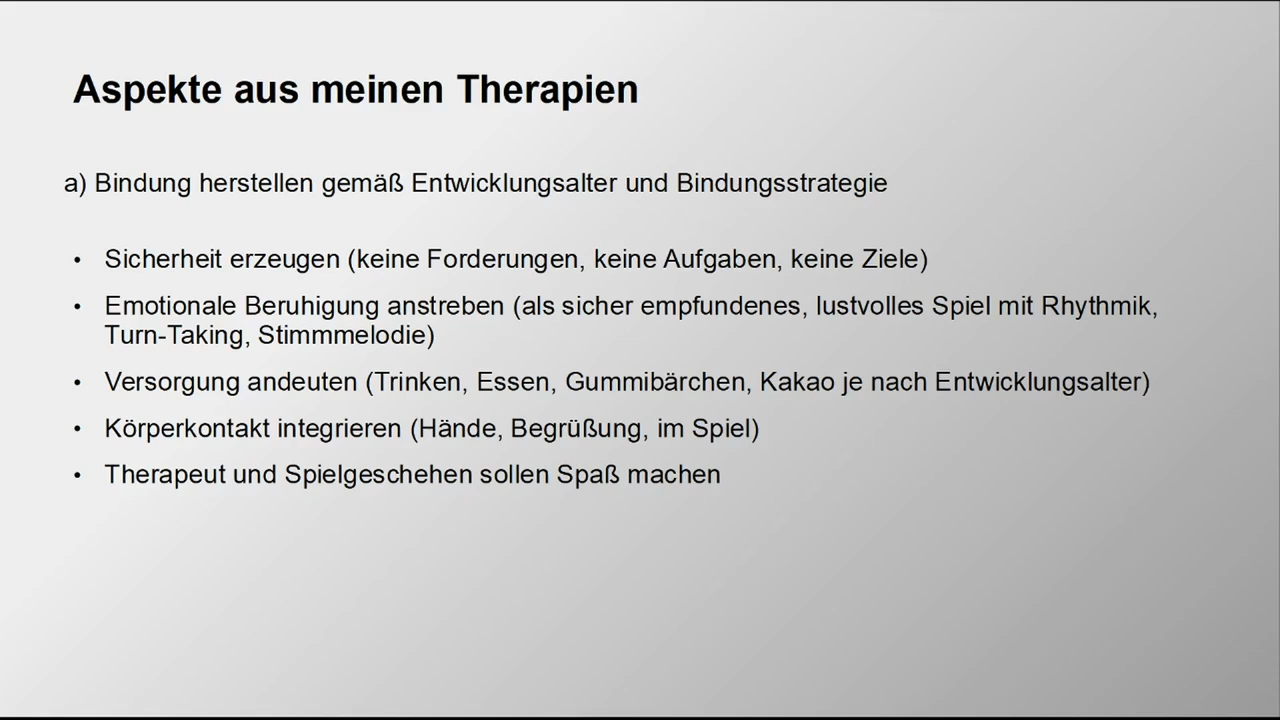 Aspekte aus meinen Therapien
a) Bindung herstellen gemäß Entwicklungsalter und Bindungsstrategie
• Sicherheit erzeugen (keine Forderungen, keine Aufgaben, keine Ziele)
• Emotionale Beruhigung anstreben (als sicher empfundenes, lustvolles Spiel mit Rhythmik,
Turn-Taking, Stimmmelodie)
• Versorgung andeuten (Trinken, Essen, Gummibärchen, Kakao je nach Entwicklungsalter)
• Körperkontakt integrieren (Hände, Begrüßung, im Spiel)
• Therapeut und Spielgeschehen sollen Spaß machen